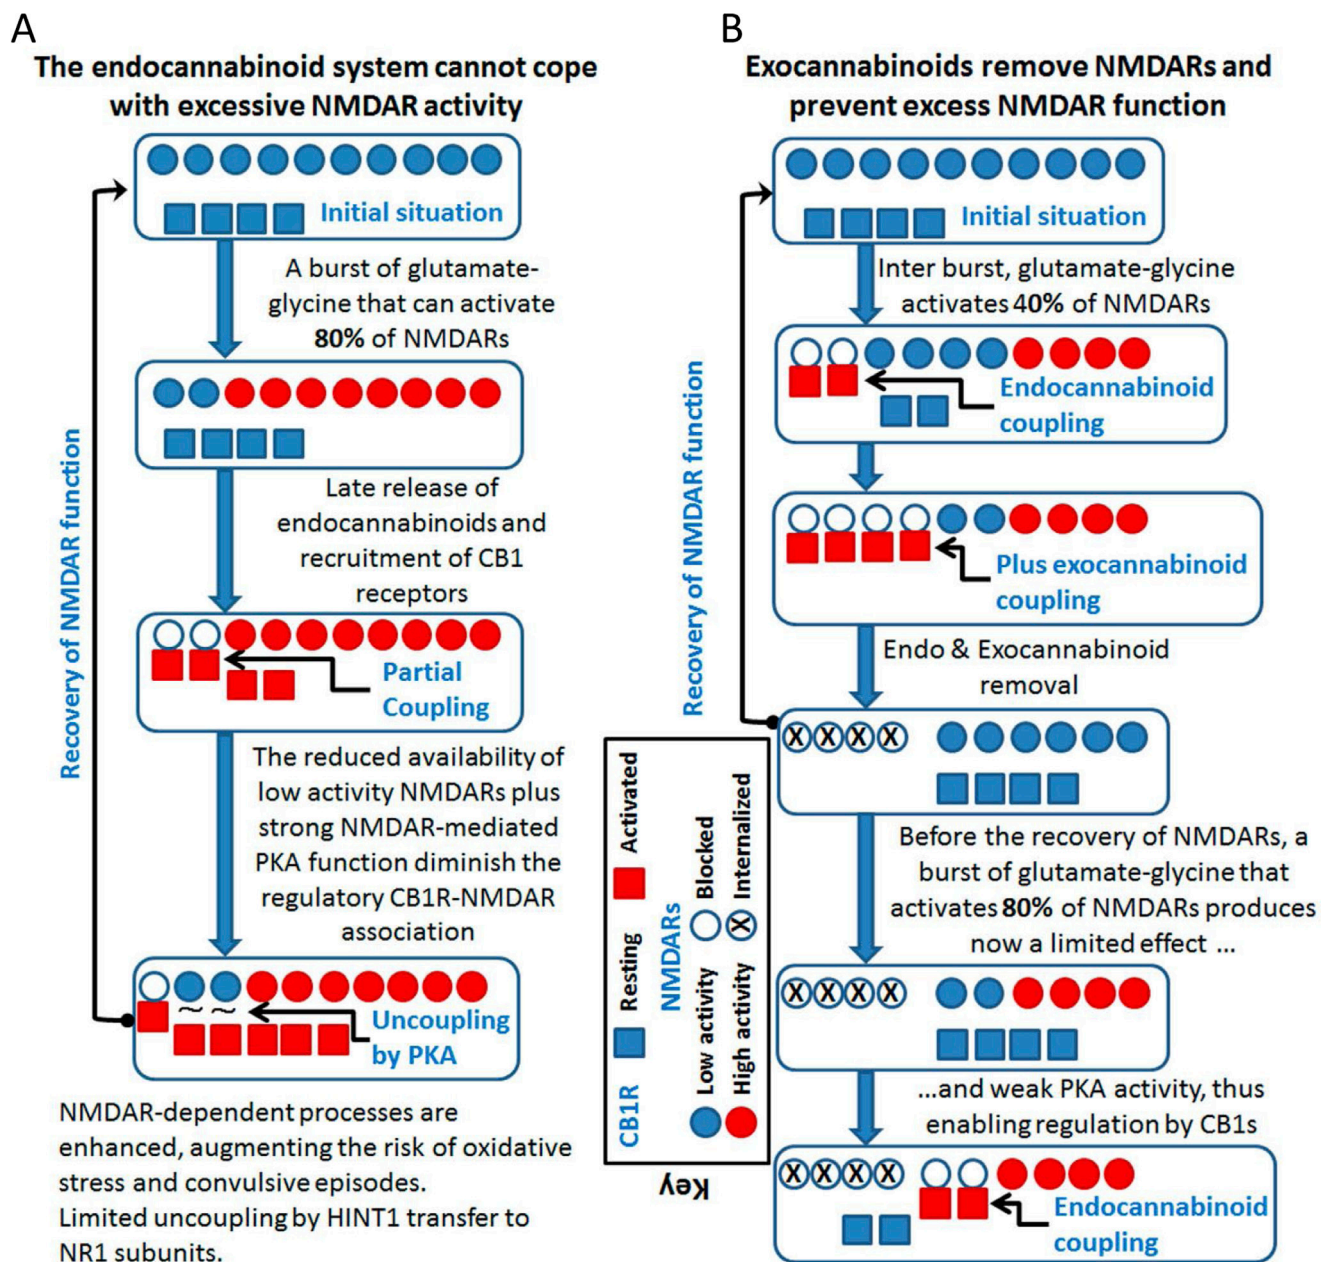 A
The endocannabinoid system cannot cope
with excessive NMDAR activity
Initial situation
A burst of glutamate-
glycine that can activate
80% of NMDARs
Late release of
endocannabinoids and
recruitment of CB1
receptors
Partial
Coupling
The reduced availability of
low activity NMDARs plus
strong NMDAR-mediated
PKA function diminish the
regulatory CB1R-NMDAR
association
~ ~
Uncoupling
by PKA
Recovery of NMDAR function
NMDAR-dependent processes are
enhanced, augmenting the risk of oxidative
stress and convulsive episodes.
Limited uncoupling by HINT1 transfer to
NR1 subunits.
B
Exocannabinoids remove NMDARs and
prevent excess NMDAR function
Initial situation
Inter burst, glutamate-glycine
activates 40% of NMDARs
Endocannabinoid
coupling
Plus exocannabinoid
coupling
Endo & Exocannabinoid
removal
X X X X
Before the recovery of NMDARs, a
burst of glutamate-glycine that
activates 80% of NMDARs produces
now a limited effect ...
X X X X
...and weak PKA activity, thus
enabling regulation by CB1s
X X X X
Endocannabinoid
coupling
Recovery of NMDAR function
Key
CB1R
Resting
Activated
NMDARs
Low activity
Blocked
High activity
X
Internalized